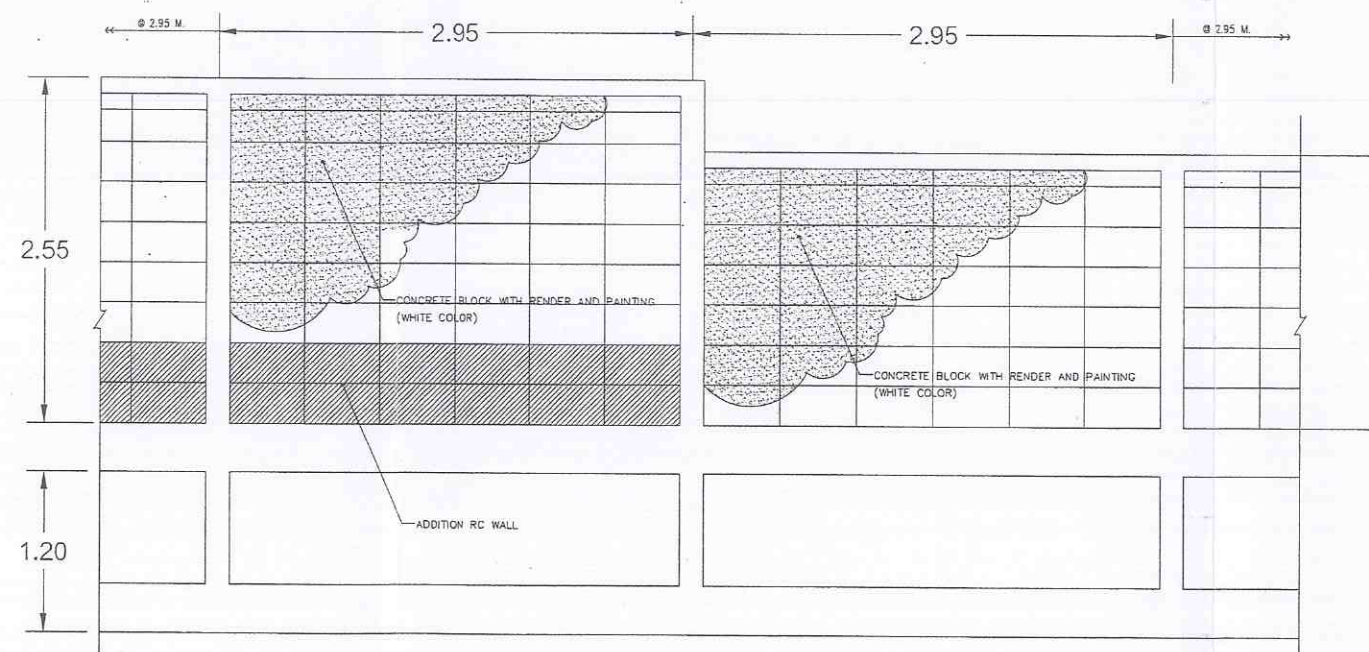 @ 2.95 M.
2.95
2.95
@ 2.95 M.
2.55
CONCRETE BLOCK WITH RENDER AND PAINTING
(WHITE COLOR)
CONCRETE BLOCK WITH RENDER AND PAINTING
(WHITE COLOR)
ADDITION RC WALL
1.20